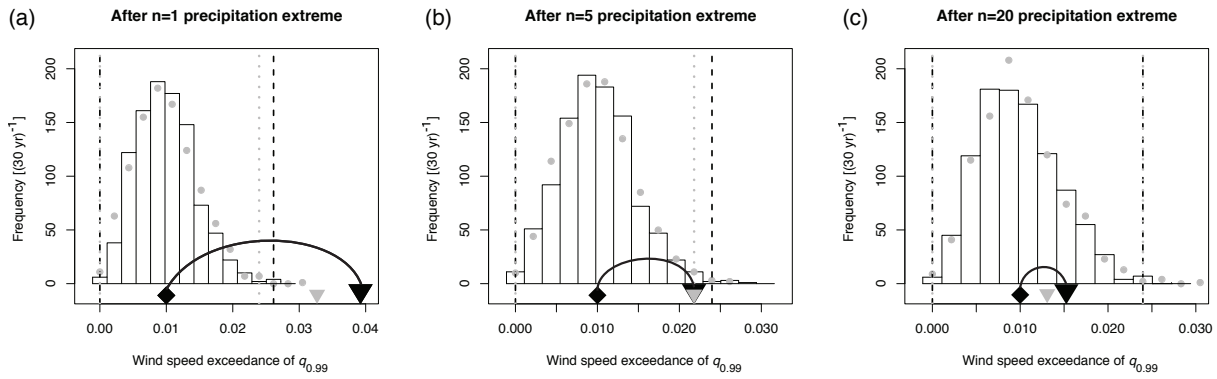 (a)
After n=1 precipitation extreme
Frequency [(30 yr)⁻¹]
200
150
100
50
0
0.00 0.01 0.02 0.03 0.04
Wind speed exceedance of q0.99
(b)
After n=5 precipitation extreme
Frequency [(30 yr)⁻¹]
200
150
100
50
0
0.000 0.010 0.020 0.030
Wind speed exceedance of q0.99
(c)
After n=20 precipitation extreme
Frequency [(30 yr)⁻¹]
200
150
100
50
0
0.000 0.010 0.020 0.030
Wind speed exceedance of q0.99